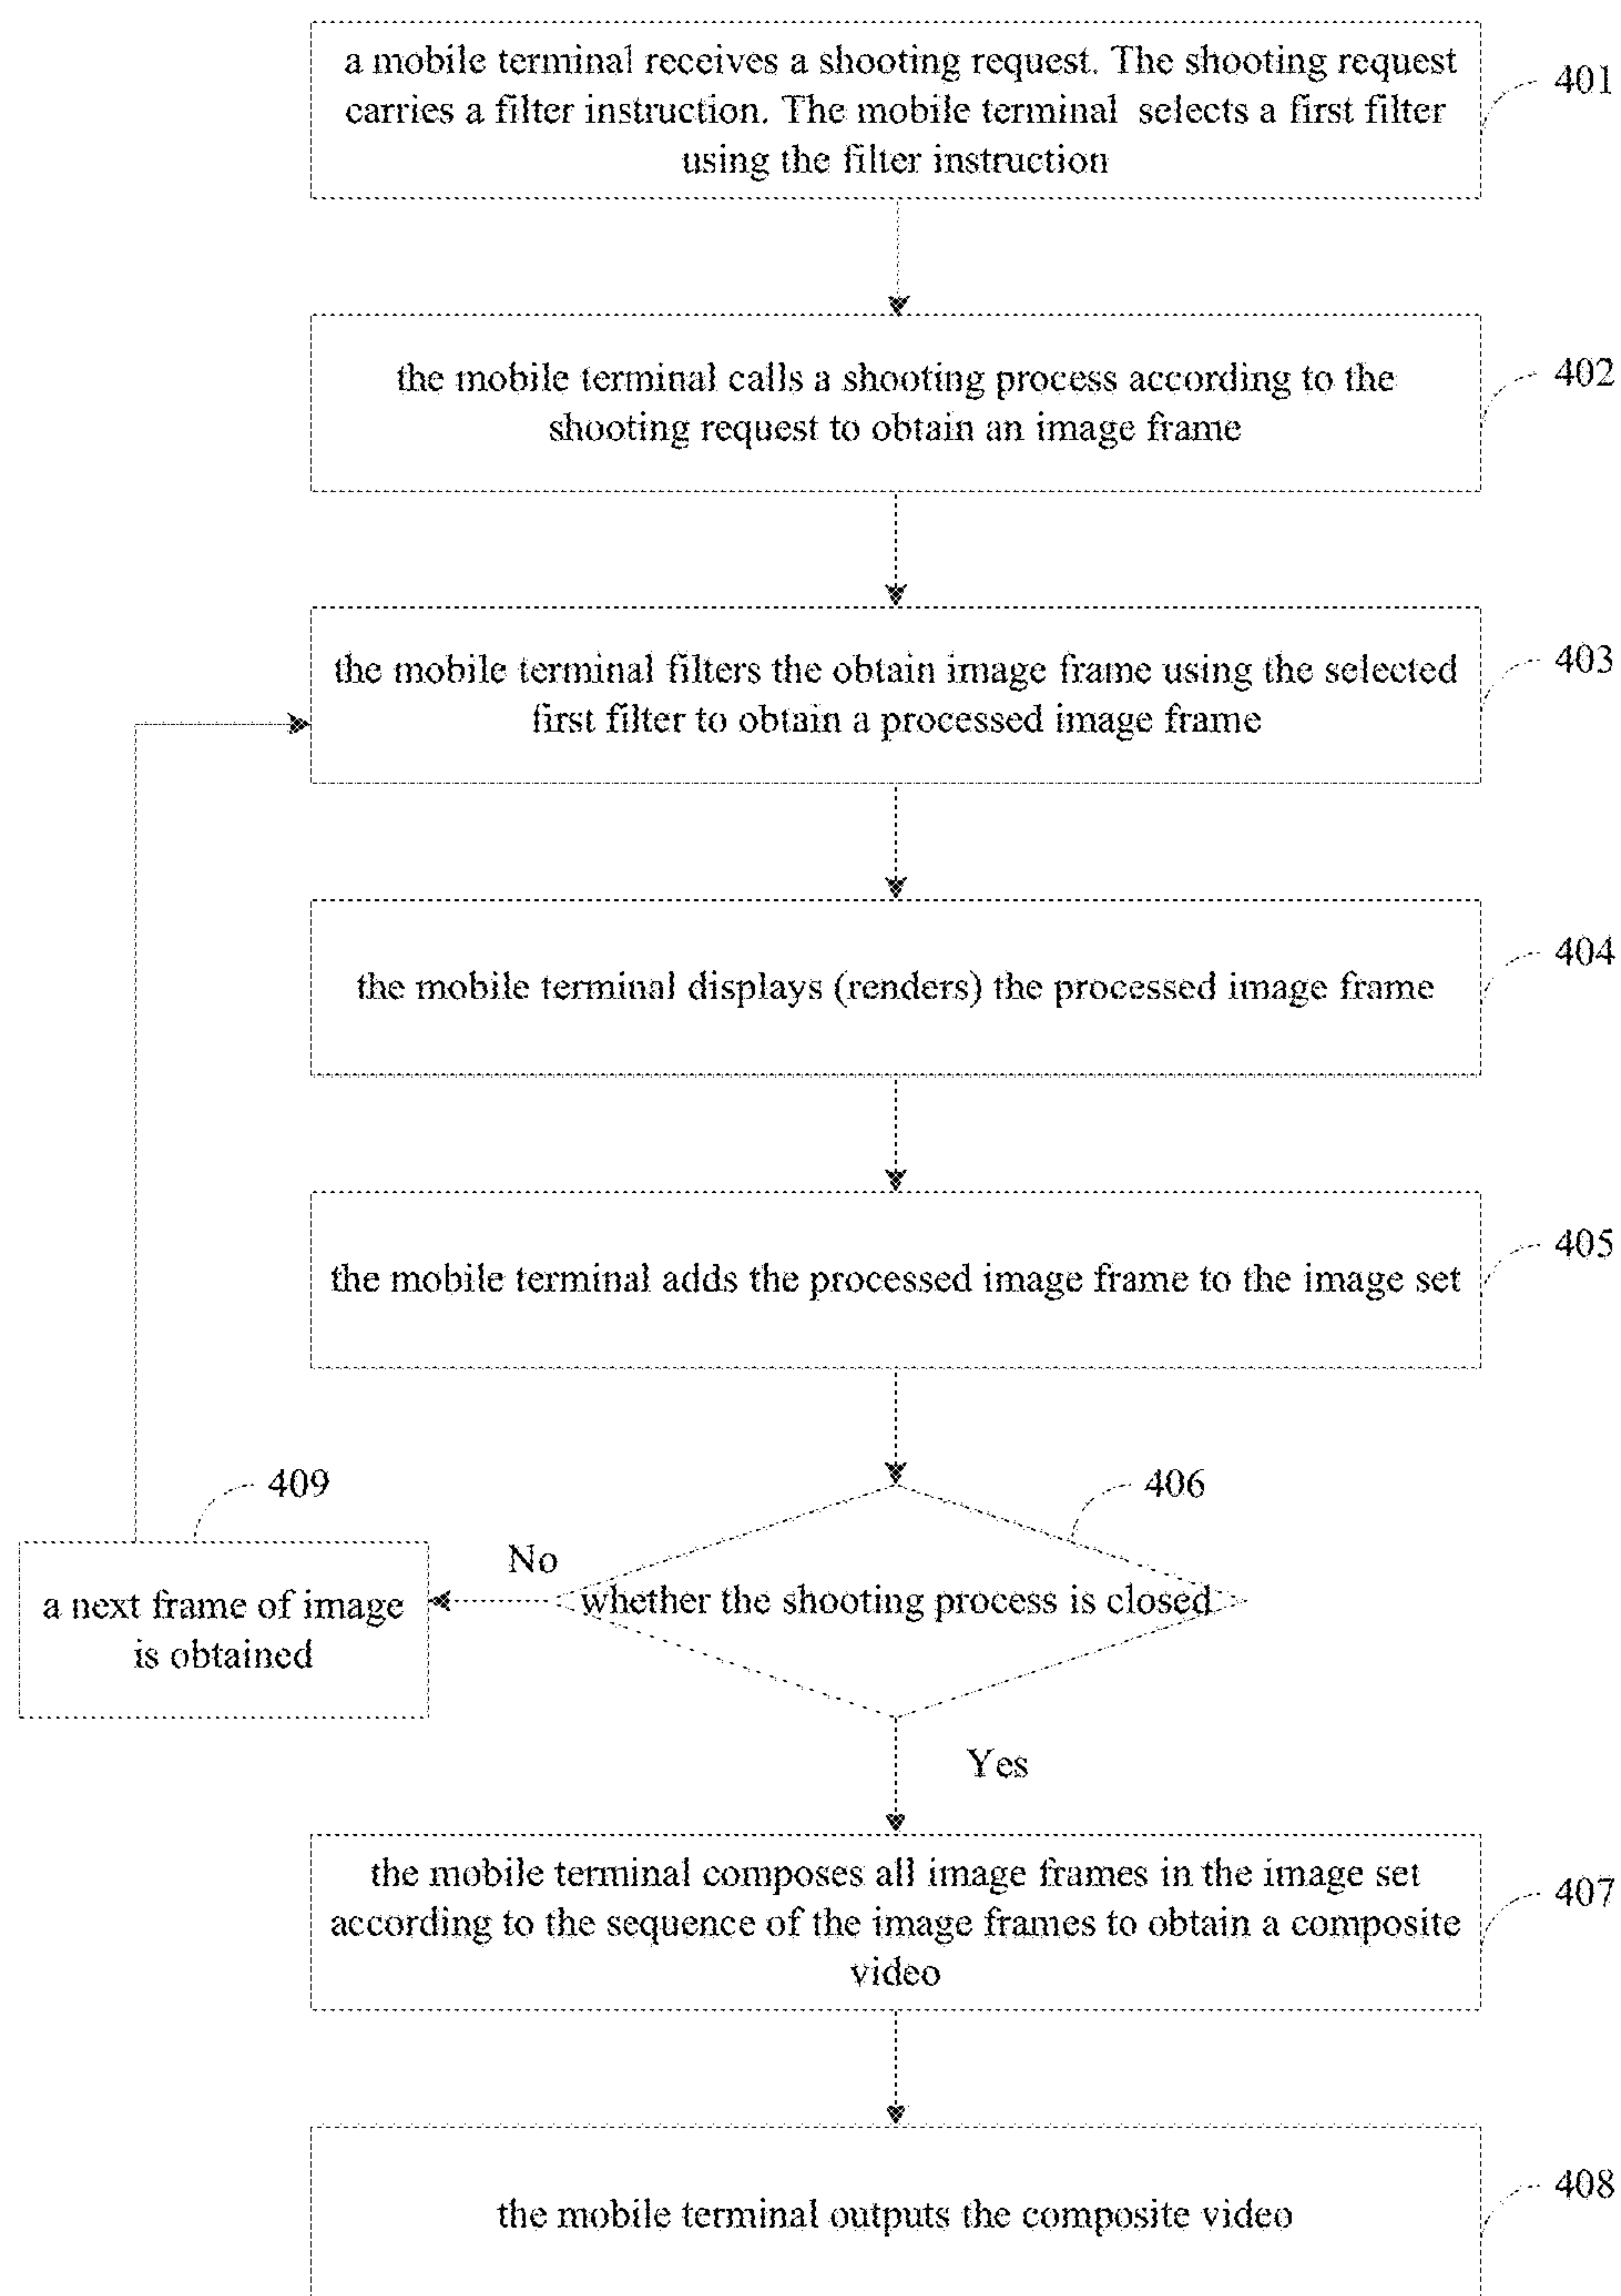 a mobile terminal receives a shooting request. The shooting request
carries a filter instruction. The mobile terminal selects a first filter
using the filter instruction
401
the mobile terminal calls a shooting process according to the
shooting request to obtain an image frame
402
the mobile terminal filters the obtain image frame using the selected
first filter to obtain a processed image frame
403
the mobile terminal displays (renders) the processed image frame
404
the mobile terminal adds the processed image frame to the image set
405
409
406
No
whether the shooting process is closed
a next frame of image
is obtained
Yes
the mobile terminal composes all image frames in the image set
according to the sequence of the image frames to obtain a composite
video
407
the mobile terminal outputs the composite video
408